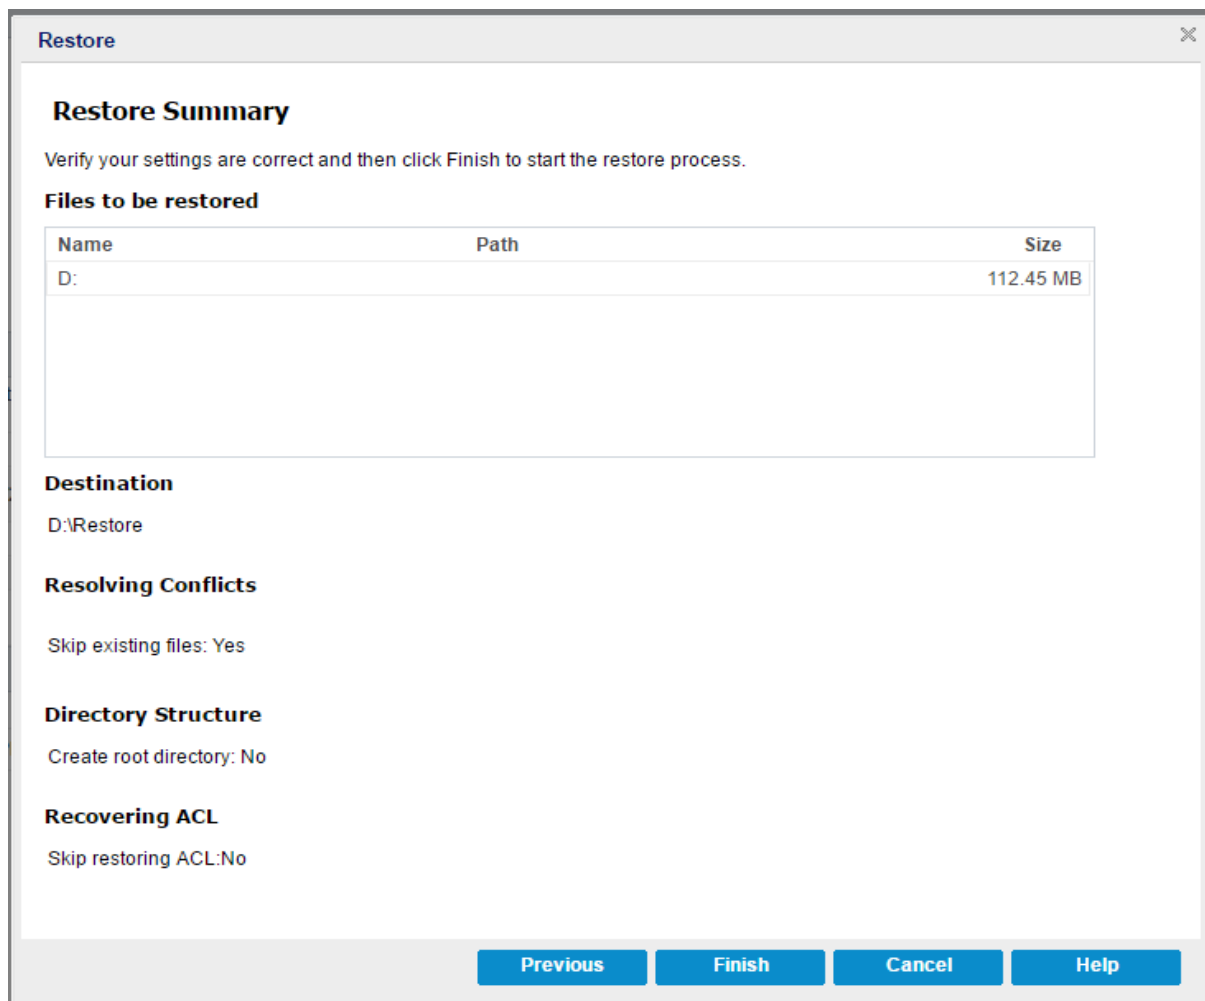 Restore
Restore Summary
Verify your settings are correct and then click Finish to start the restore process.
Files to be restored
Name Path Size
D: 112.45 MB
Destination
D:\Restore
Resolving Conflicts
Skip existing files: Yes
Directory Structure
Create root directory: No
Recovering ACL
Skip restoring ACL:No
Previous Finish Cancel Help